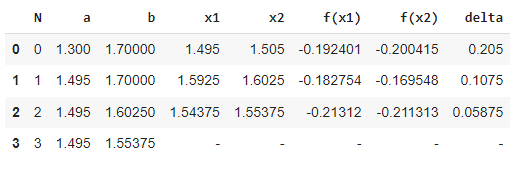 N a b x1 x2 f(x1) f(x2) delta
0 0 1.300 1.70000 1.495 1.505 -0.192401 -0.200415 0.205
1 1 1.495 1.70000 1.5925 1.6025 -0.182754 -0.169548 0.1075
2 2 1.495 1.60250 1.54375 1.55375 -0.21312 -0.211313 0.05875
3 3 1.495 1.55375 - - - - -